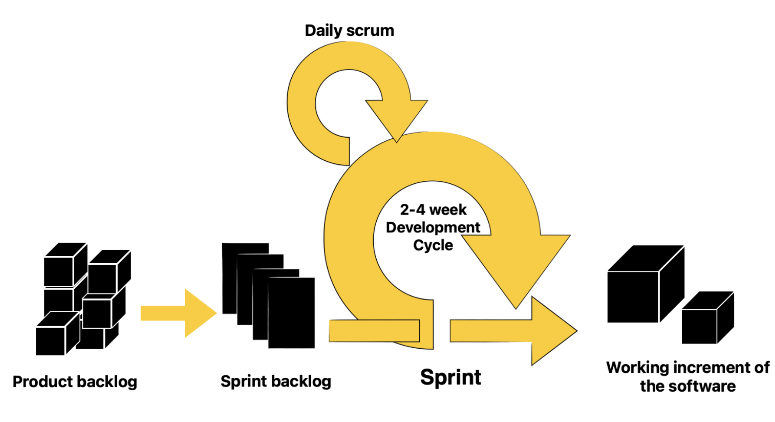 Daily scrum
2-4 week
Development
Cycle
Product backlog
Sprint backlog
Sprint
Working increment of
the software